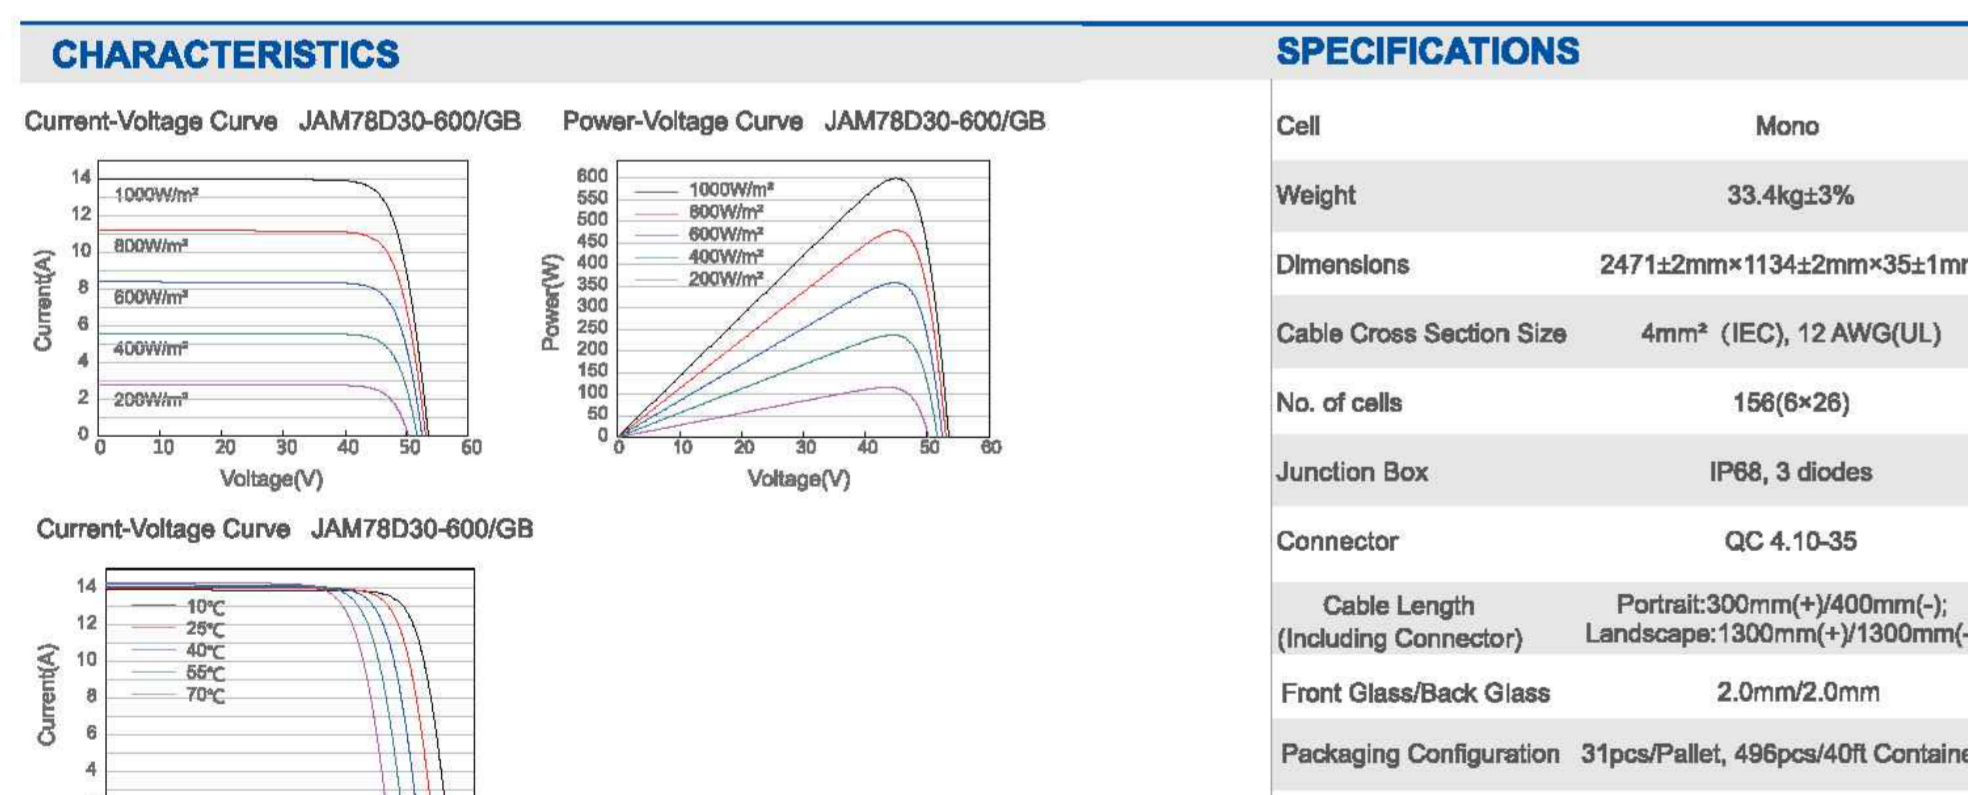 CHARACTERISTICS
Current-Voltage Curve JAM78D30-600/GB
14
12
10
8
6
4
2
0
Current(A)
1000W/m²
800W/m²
600W/m²
400W/m²
200W/m²
0 10 20 30 40 50 60
Voltage(V)
Power-Voltage Curve JAM78D30-600/GB
600
550
500
450
400
350
300
250
200
150
100
50
0
Power(W)
1000W/m²
800W/m²
600W/m²
400W/m²
200W/m²
0 10 20 30 40 50 60
Voltage(V)
Current-Voltage Curve JAM78D30-600/GB
14
12
10
8
6
4
Current(A)
10℃
25℃
40℃
55℃
70℃
SPECIFICATIONS
Cell Mono
Weight 33.4kg±3%
Dimensions 2471±2mm×1134±2mm×35±1mm
Cable Cross Section Size 4mm² (IEC), 12 AWG(UL)
No. of cells 156(6×26)
Junction Box IP68, 3 diodes
Connector QC 4.10-35
Cable Length Portrait:300mm(+)/400mm(-);
(Including Connector) Landscape:1300mm(+)/1300mm(-
Front Glass/Back Glass 2.0mm/2.0mm
Packaging Configuration 31pcs/Pallet, 496pcs/40ft Containe